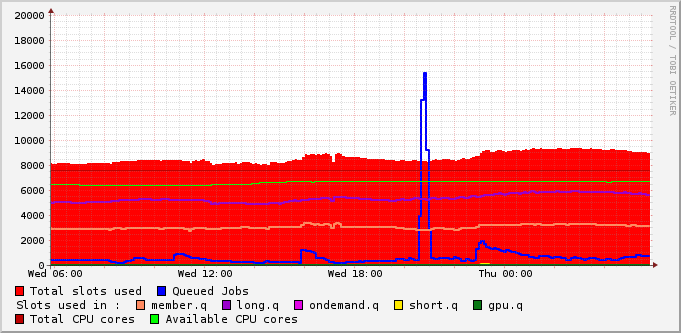 20000
18000
16000
14000
12000
10000
8000
6000
4000
2000
0
Wed 06:00 Wed 12:00 Wed 18:00 Thu 00:00
Total slots used Queued Jobs
Slots used in : member.q long.q ondemand.q short.q gpu.q
Total CPU cores Available CPU cores
RRDTOOL / TOBI OETIKER